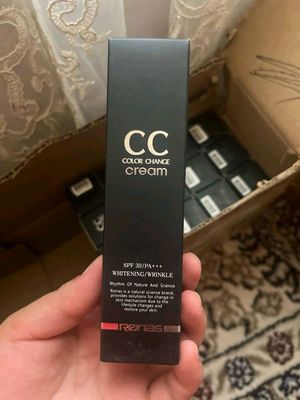 CC
COLOR CHANGE
cream
SPF 38/PA+++
WHITENING/WRINKLE
Rhythm Of Nature And Science
Ronas is a natural science brand,
provides solutions for change in
skin mechanism due to the
lifestyle changes and restore
your skin.
Ronas